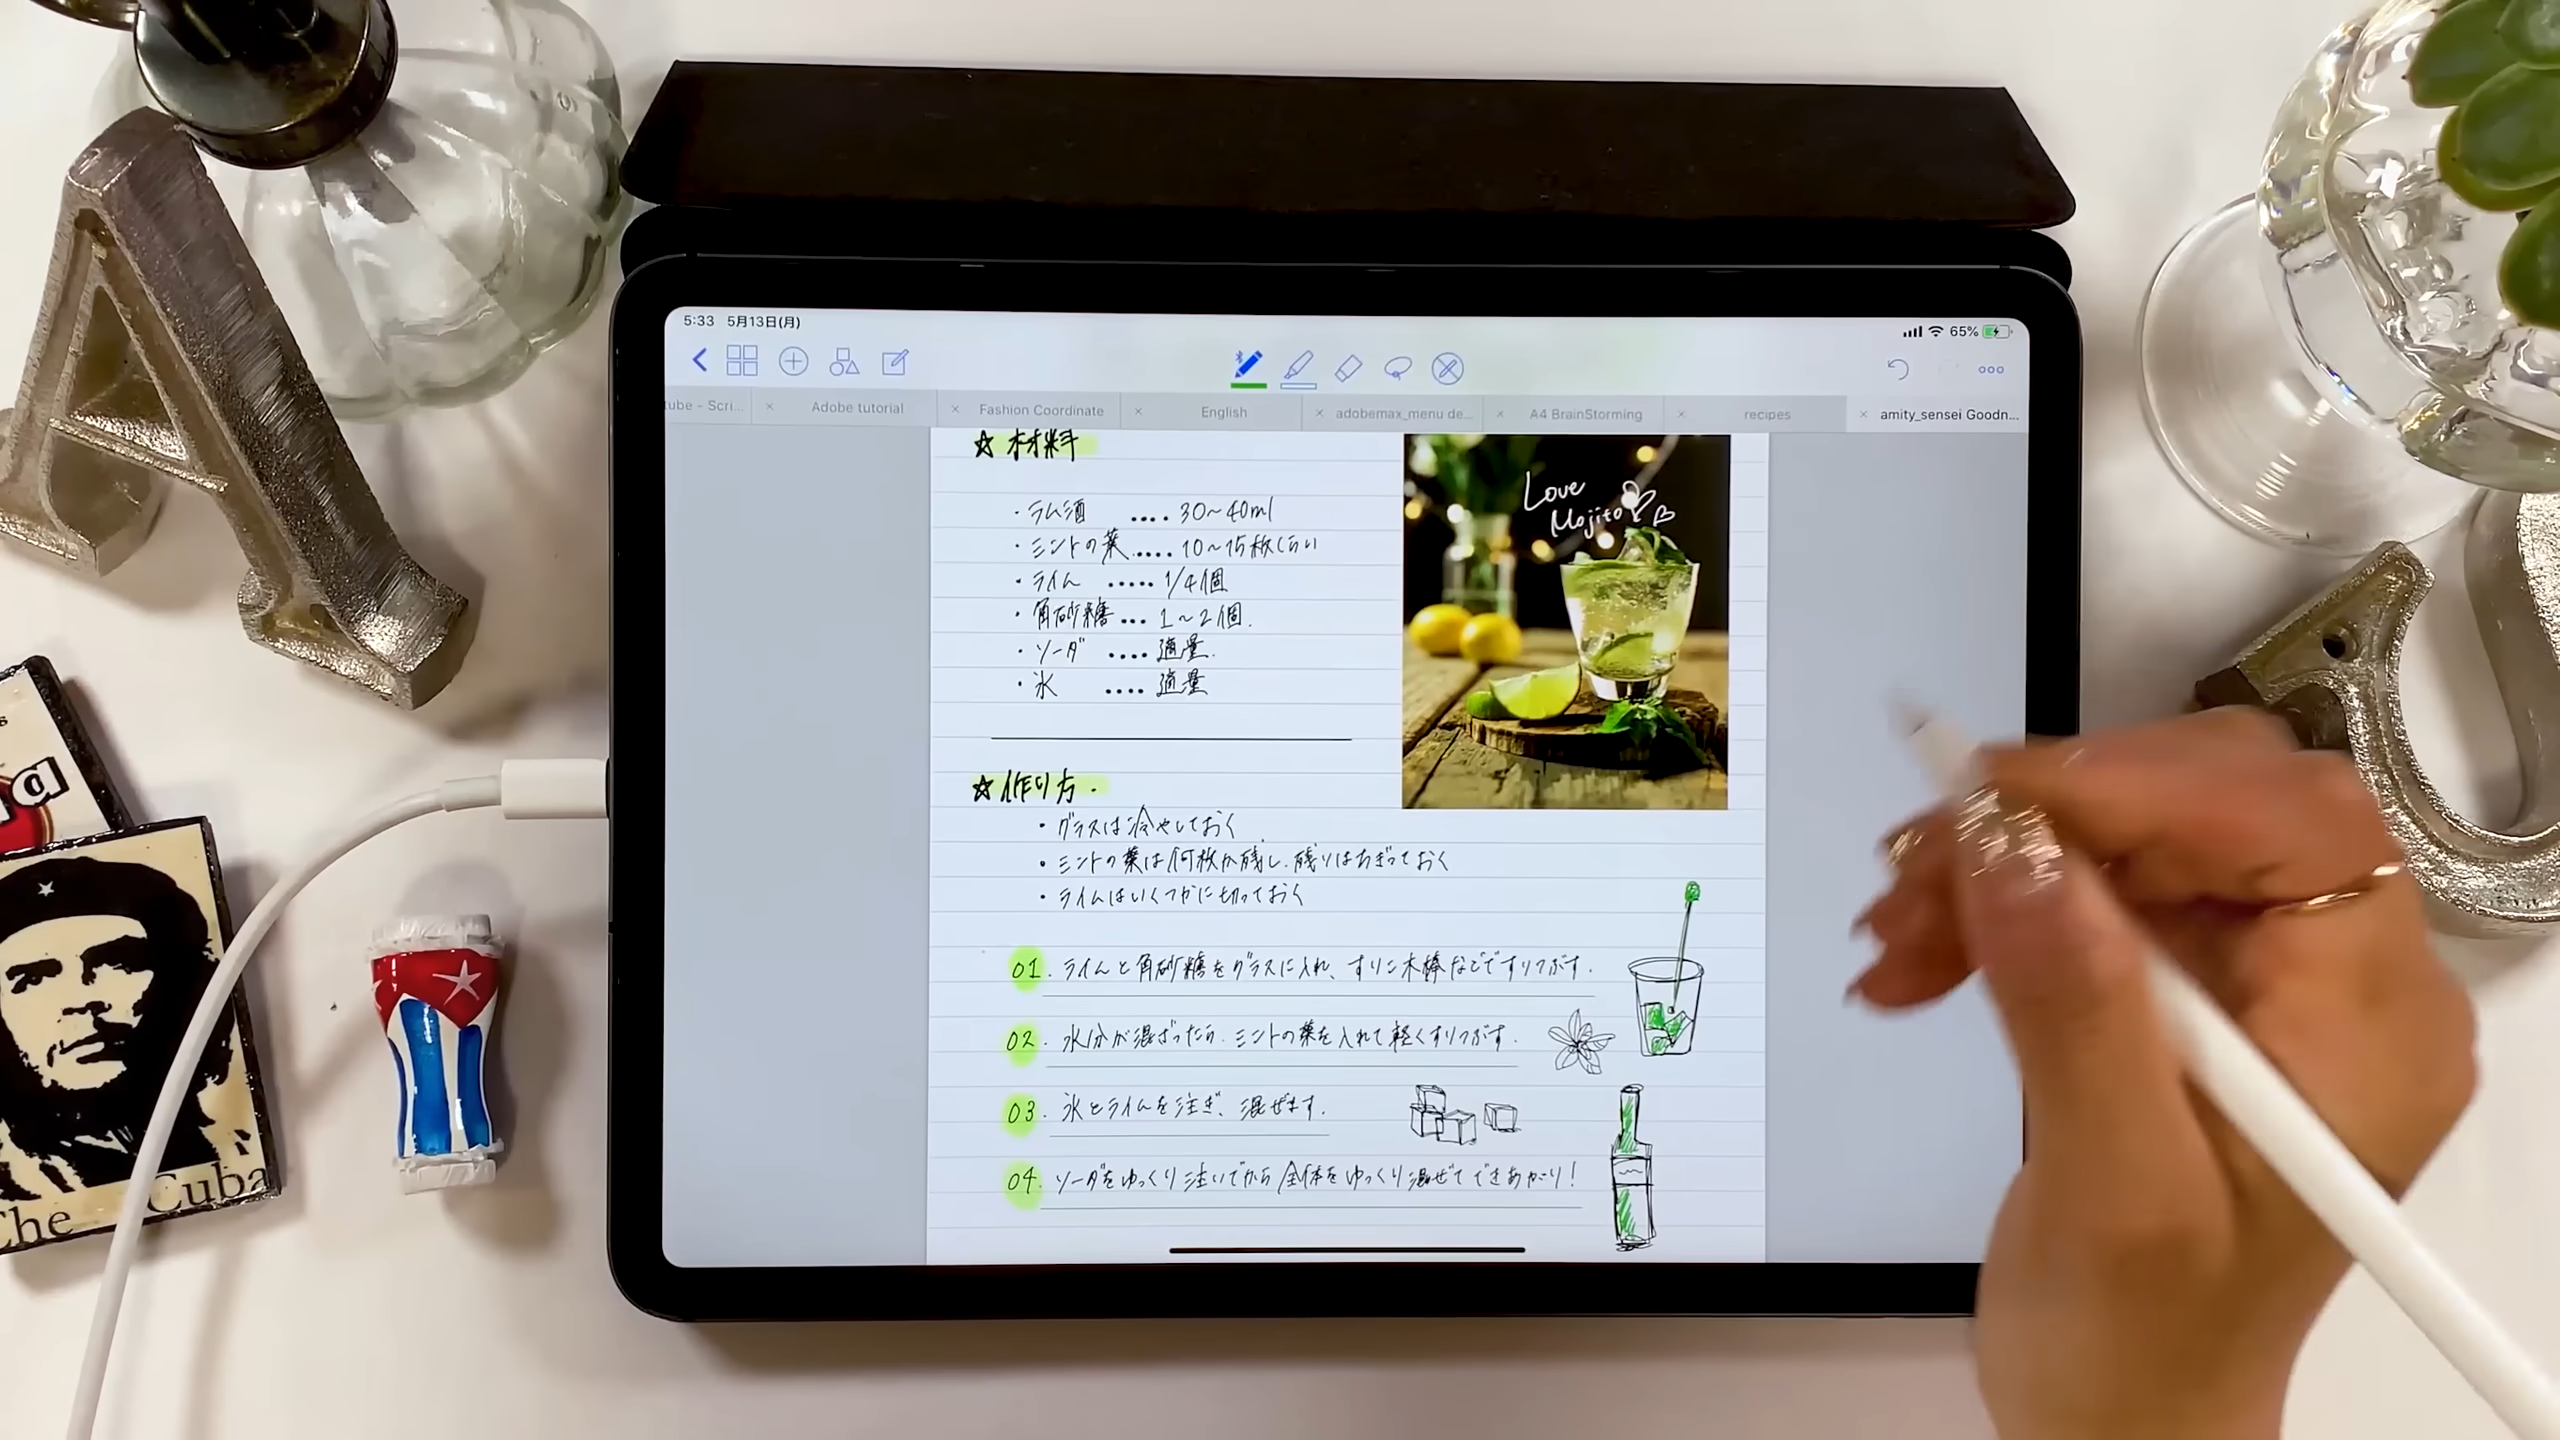 5:33 5月13日(月)
65%
tube - Scri...
Adobe tutorial
Fashion Coordinate
English
adobemax_menu de...
A4 BrainStorming
recipes
amity_sensei Goodn...
☆ 材料
・ラム酒 .... 30~40ml
・ミントの葉..... 10~15枚くらい
・ライム ..... 1/4個
・角砂糖 ... 1~2個.
・ソーダ .... 適量.
・氷 .... 適量
Love
Mojito
☆ 作り方.
・グラスは冷やしておく
・ミントの葉は何枚か残し、残りはちぎっておく
・ライムはいくつかに切っておく
01. ライムと角砂糖をグラスに入れ、すりこ木棒などですりつぶす.
02. 水分が混ざったら、ミントの葉を入れて軽くすりつぶす.
03. 氷とライムを注ぎ、混ぜます.
04. ソーダをゆっくり注いでから全体をゆっくり混ぜてできあがり!
A
Che Cuba